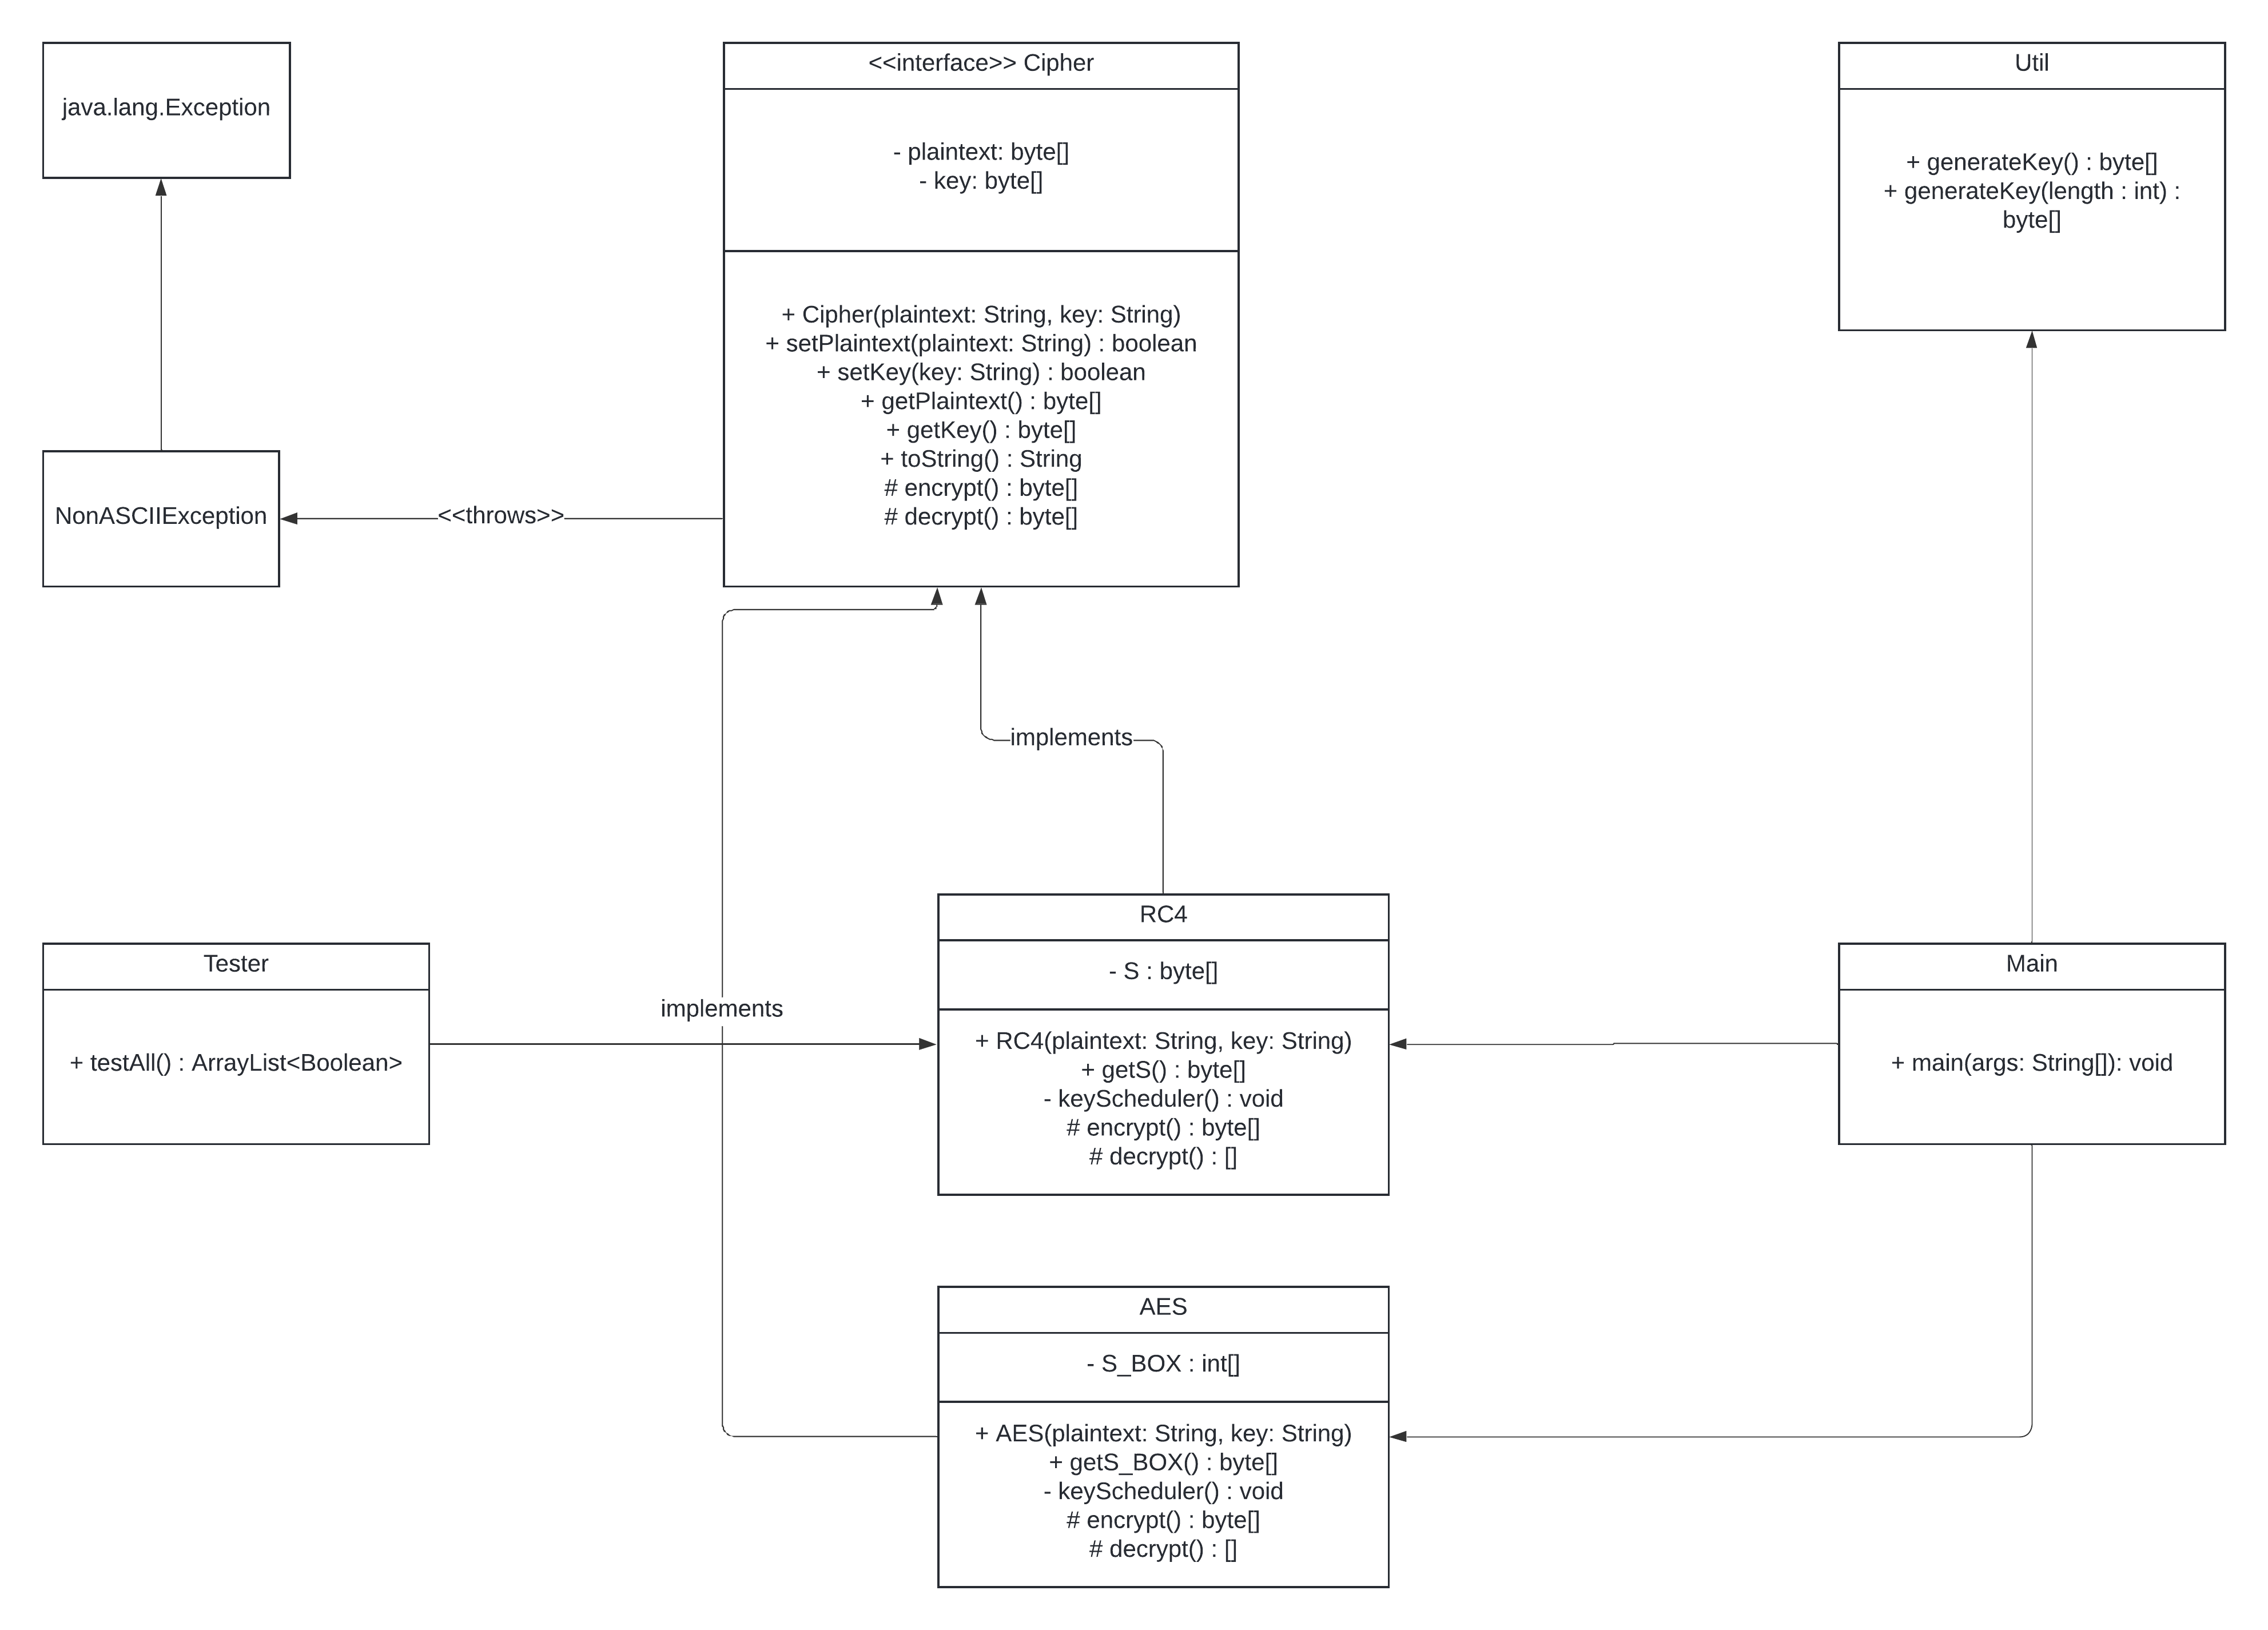 java.lang.Exception
<<interface>> Cipher
- plaintext: byte[]
- key: byte[]
+ Cipher(plaintext: String, key: String)
+ setPlaintext(plaintext: String) : boolean
+ setKey(key: String) : boolean
+ getPlaintext() : byte[]
+ getKey() : byte[]
+ toString() : String
# encrypt() : byte[]
# decrypt() : byte[]
Util
+ generateKey() : byte[]
+ generateKey(length : int) :
byte[]
NonASCIIException
<<throws>>
implements
Tester
+ testAll() : ArrayList<Boolean>
implements
RC4
- S : byte[]
+ RC4(plaintext: String, key: String)
+ getS() : byte[]
- keyScheduler() : void
# encrypt() : byte[]
# decrypt() : []
Main
+ main(args: String[]): void
AES
- S_BOX : int[]
+ AES(plaintext: String, key: String)
+ getS_BOX() : byte[]
- keyScheduler() : void
# encrypt() : byte[]
# decrypt() : []